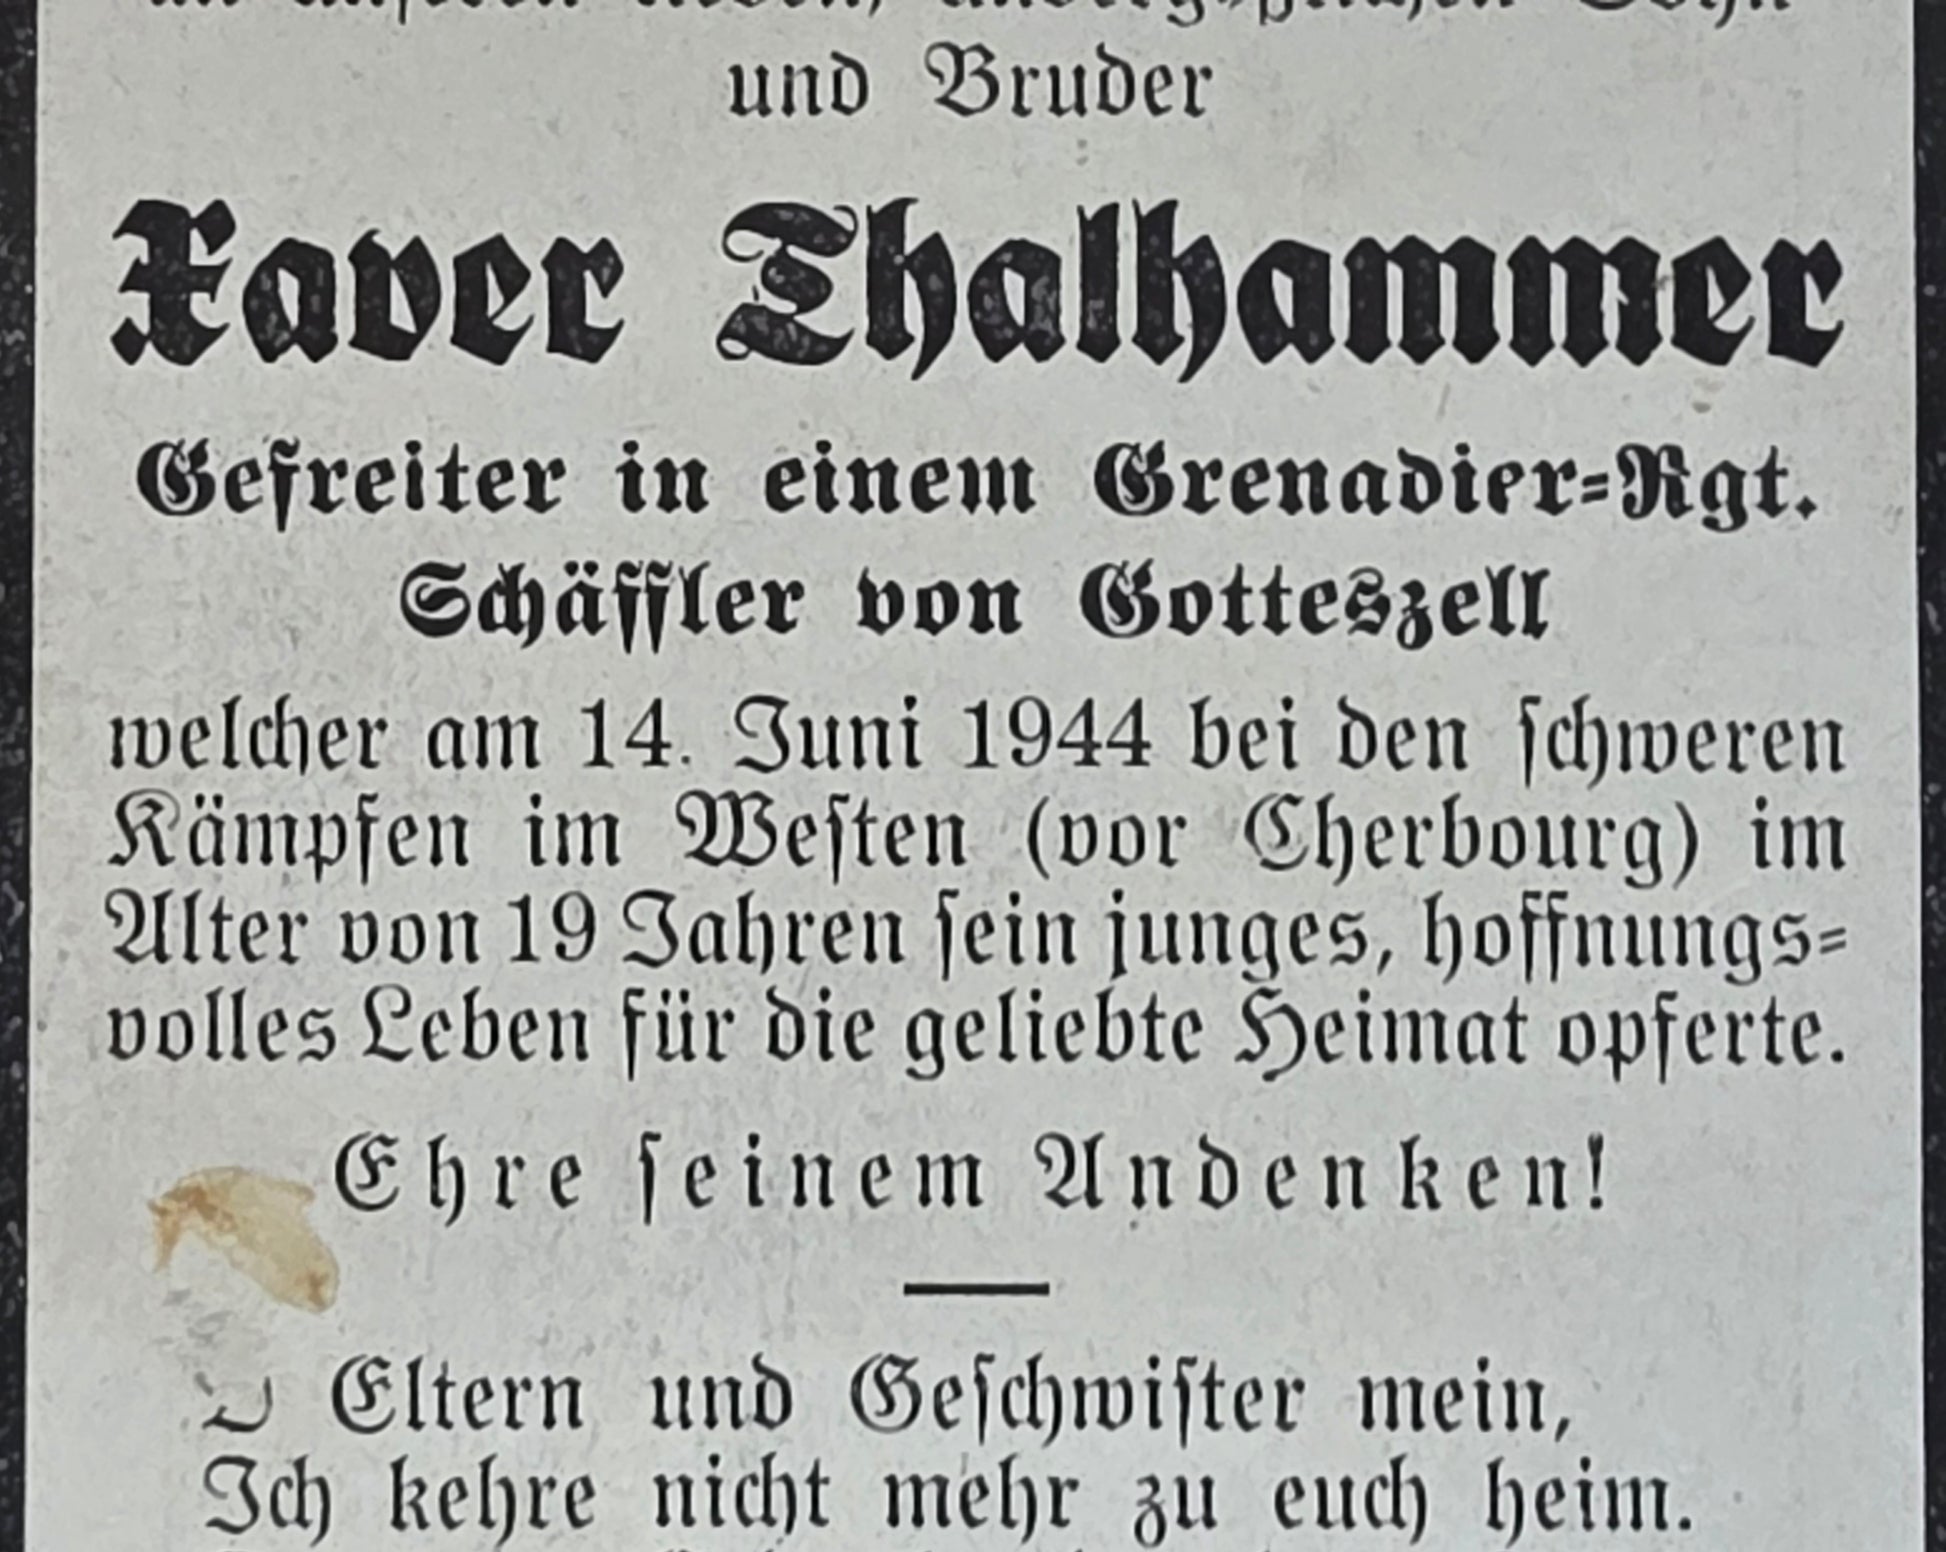 und Bruder
Xaver Thalhammer
Gefreiter in einem Grenadier-Rgt.
Schäffler von Gotteszell
welcher am 14. Juni 1944 bei den ſchweren
Kämpfen im Weſten (vor Cherbourg) im
Alter von 19 Jahren ſein junges, hoffnungs-
volles Leben für die geliebte Heimat opferte.
Ehre ſeinem Andenken!
Eltern und Geſchwiſter mein,
Ich kehre nicht mehr zu euch heim.